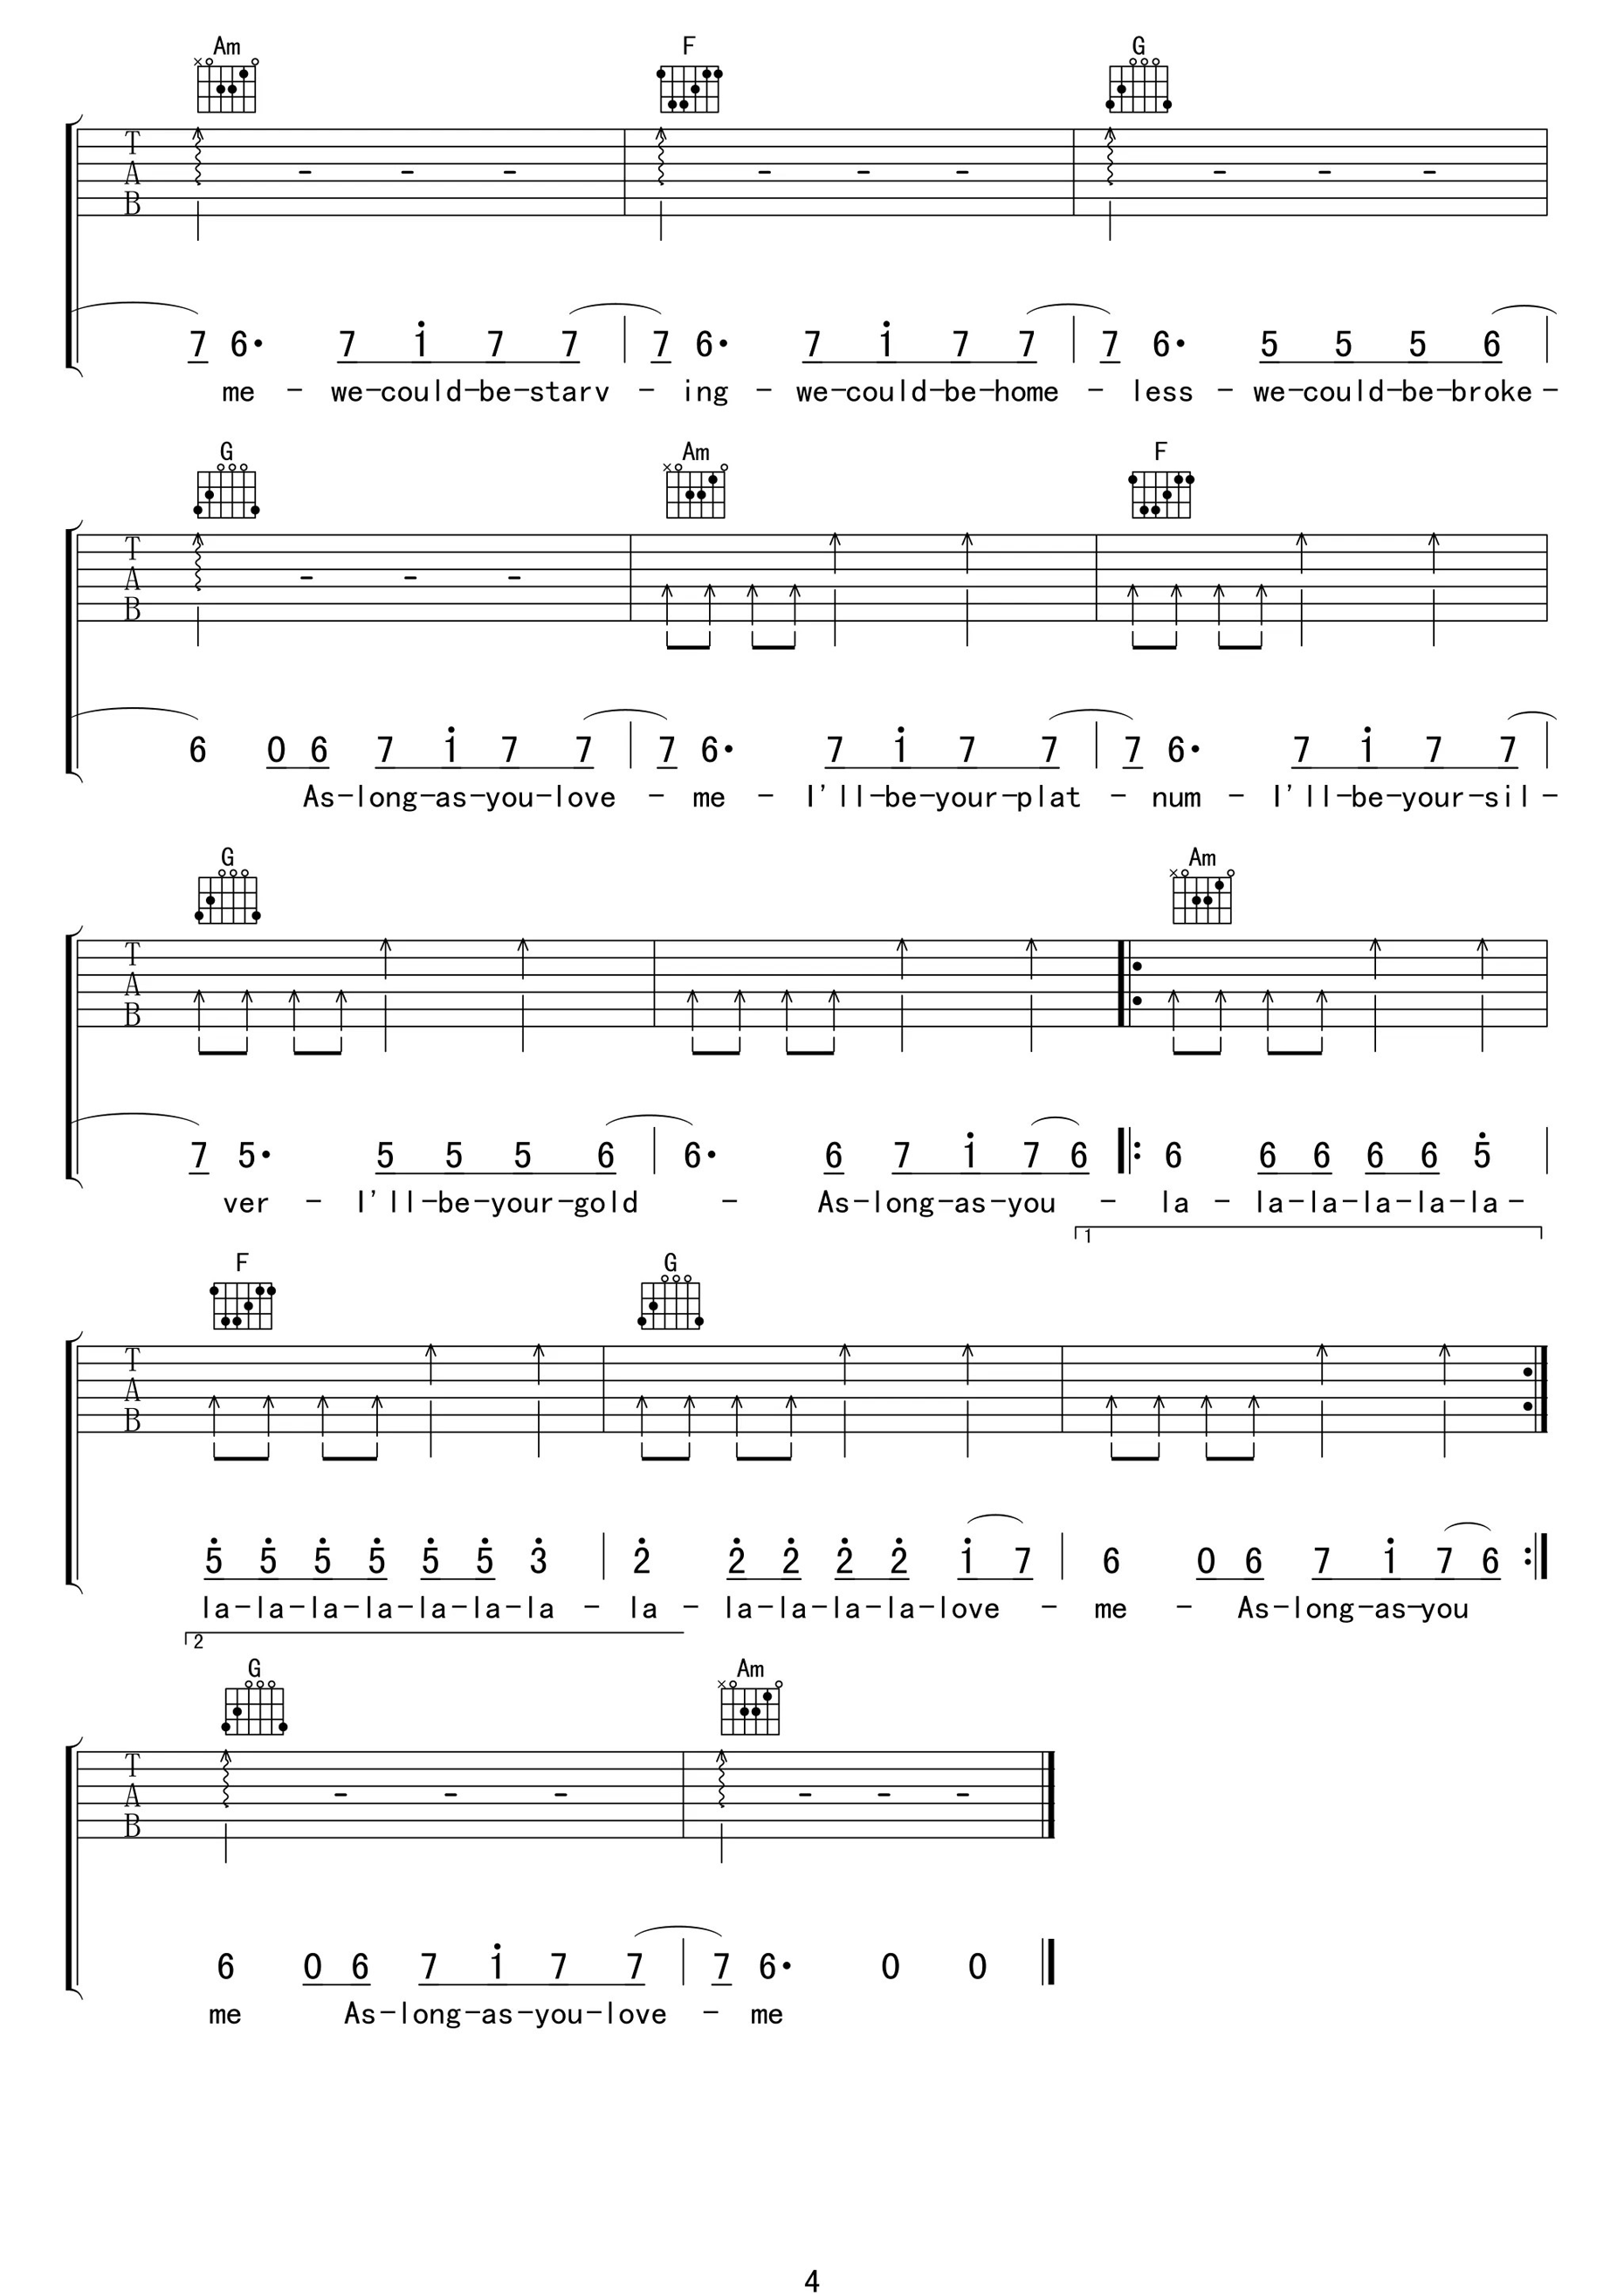 Am F G
T
A
B
7 6· 7 i 7 7 7 6· 7 i 7 7 7 6· 5 5 5 6
me - we-could-be-starv - ing - we-could-be-home - less - we-could-be-broke-
G Am F
T
A
B
6 0 6 7 i 7 7 7 6· 7 i 7 7 7 6· 7 i 7 7
As-long-as-you-love - me - I'll-be-your-plat - num - I'll-be-your-sil-
G Am
T
A
B
7 5· 5 5 5 6 6· 6 7 i 7 6 6 6 6 6 6 5̇
ver - I'll-be-your-gold - As-long-as-you - la - la-la-la-la-la-
1
F G
T
A
B
5̇ 5̇ 5̇ 5̇ 5̇ 5̇ 3̇ 2̇ 2̇ 2̇ 2̇ 2̇ i 7 6 0 6 7 i 7 6
la-la-la-la-la-la-la - la - la-la-la-la-love - me - As-long-as-you
2
G Am
T
A
B
6 0 6 7 i 7 7 7 6· 0 0
me As-long-as-you-love - me
4